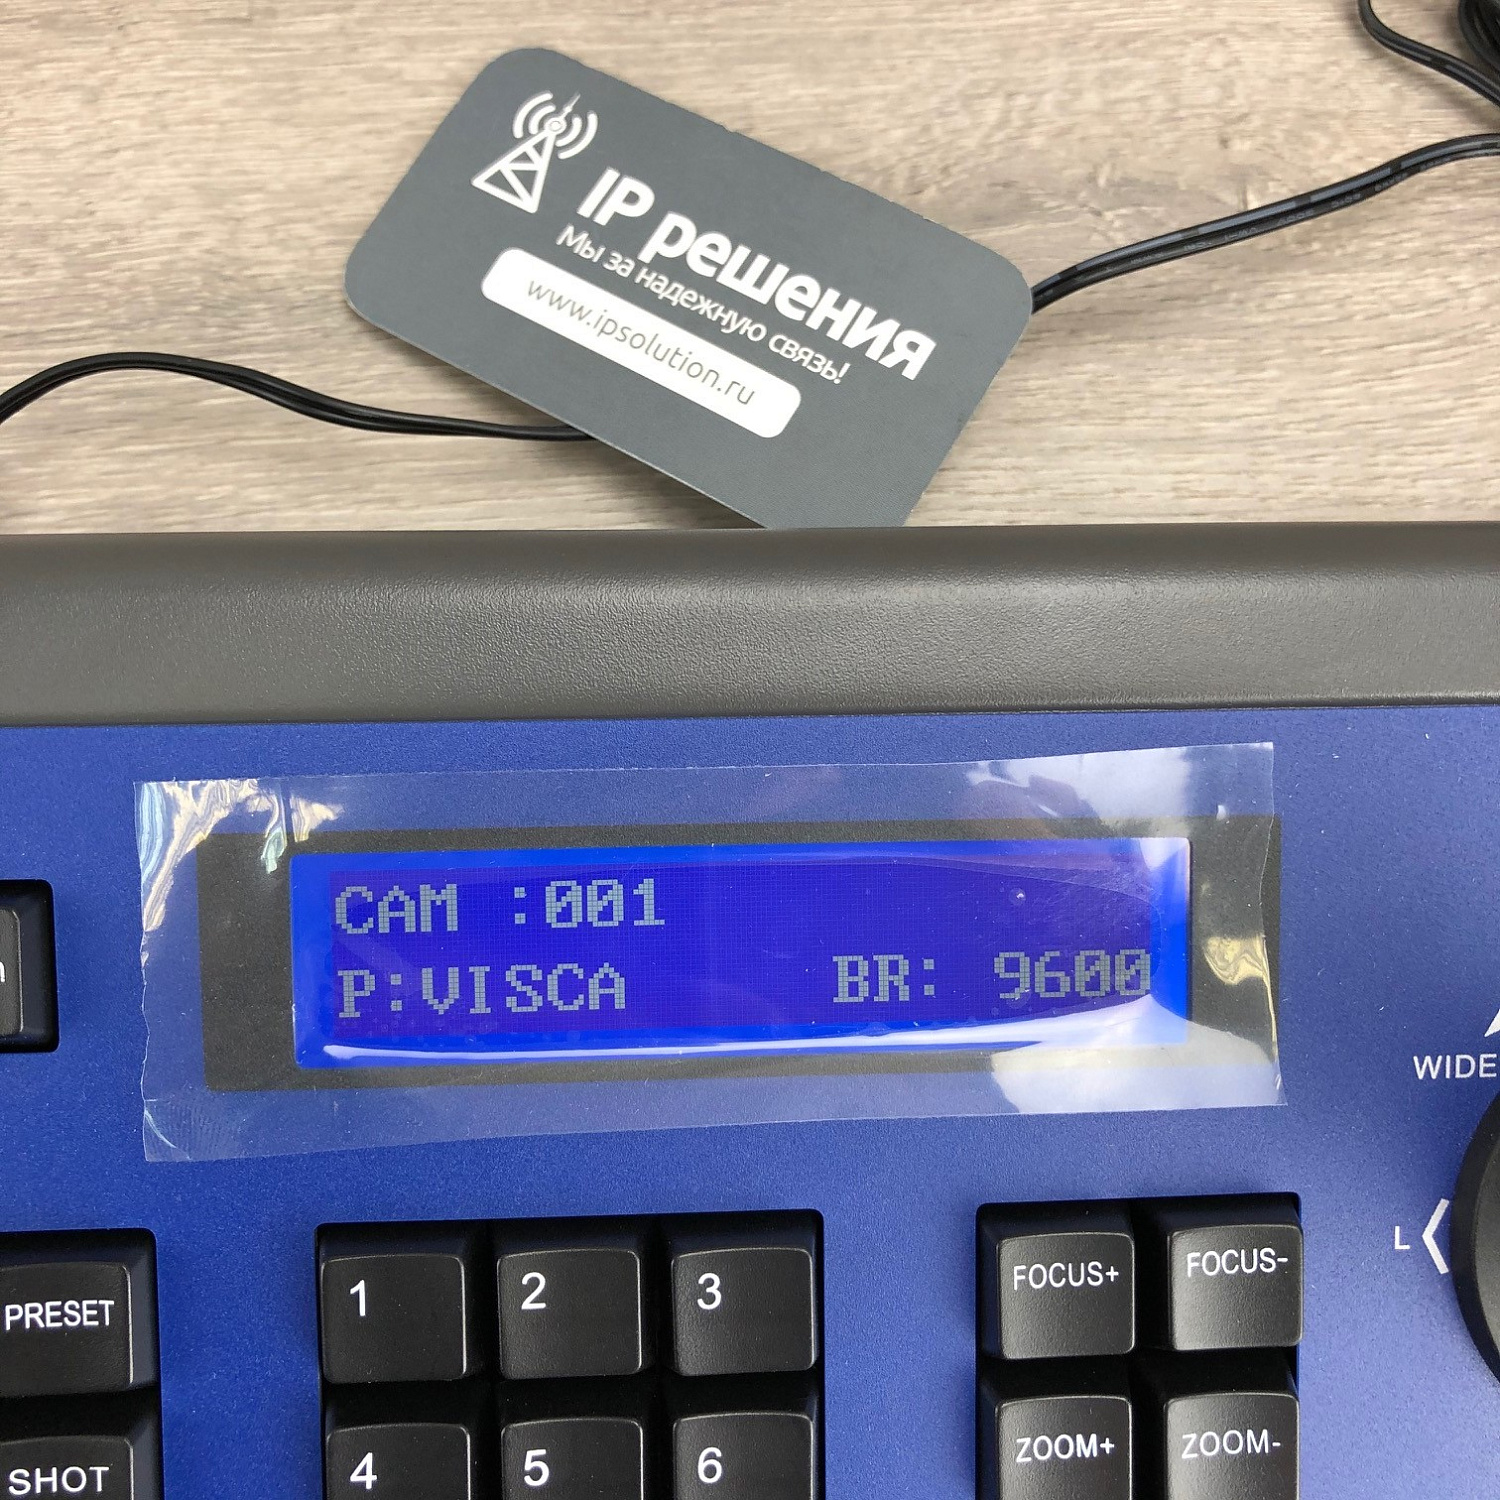 IP решения
Мы за надежную связь!
www.ipsolution.ru
CAM :001
P:VISCA BR: 9600
WIDE
L
PRESET
1 2 3
FOCUS+ FOCUS-
SHOT
4 5 6
ZOOM+ ZOOM-